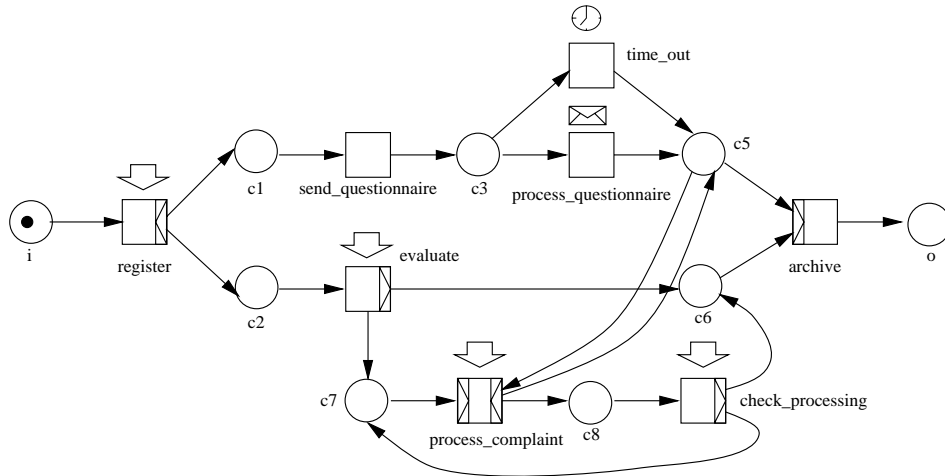 time_out
c5
c1
send_questionnaire
c3
process_questionnaire
i
register
evaluate
archive
o
c2
c6
c7
process_complaint
c8
check_processing